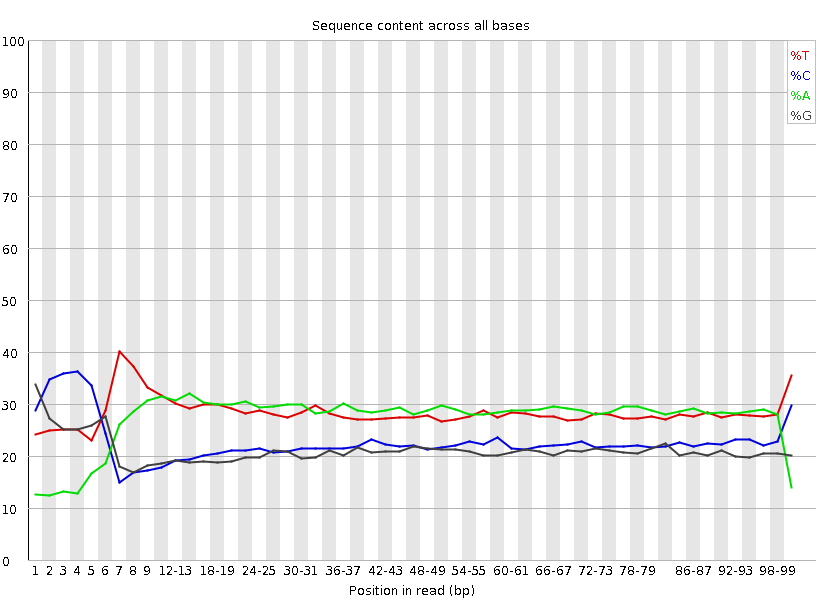 Sequence content across all bases
100
90
80
70
60
50
40
30
20
10
0
%T
%C
%A
%G
1 2 3 4 5 6 7 8 9 12-13 18-19 24-25 30-31 36-37 42-43 48-49 54-55 60-61 66-67 72-73 78-79 86-87 92-93 98-99
Position in read (bp)